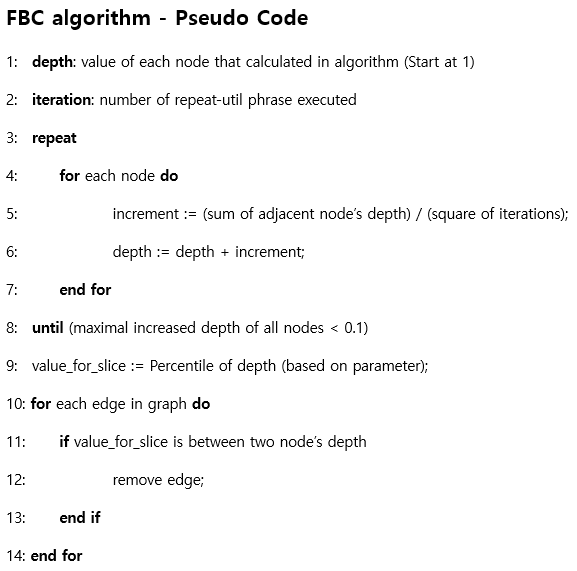 FBC algorithm - Pseudo Code
1: depth: value of each node that calculated in algorithm (Start at 1)
2: iteration: number of repeat-util phrase executed
3: repeat
4: for each node do
5: increment := (sum of adjacent node's depth) / (square of iterations);
6: depth := depth + increment;
7: end for
8: until (maximal increased depth of all nodes < 0.1)
9: value_for_slice := Percentile of depth (based on parameter);
10: for each edge in graph do
11: if value_for_slice is between two node's depth
12: remove edge;
13: end if
14: end for